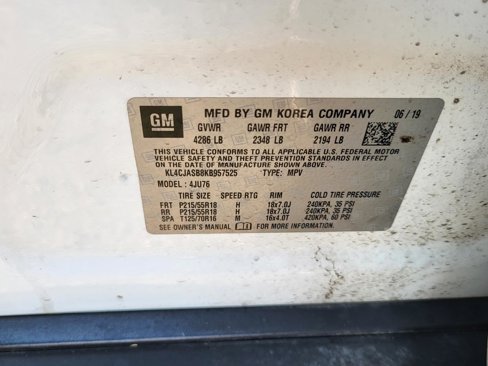 GM MFD BY GM KOREA COMPANY 06/19
GVWR GAWR FRT GAWR RR
4286 LB 2348 LB 2194 LB
THIS VEHICLE CONFORMS TO ALL APPLICABLE U.S. FEDERAL MOTOR
VEHICLE SAFETY AND THEFT PREVENTION STANDARDS IN EFFECT
ON THE DATE OF MANUFACTURE SHOWN ABOVE.
KL4CJASB8KB957525 TYPE: MPV
MODEL: 4JU76
TIRE SIZE SPEED RTG RIM COLD TIRE PRESSURE
FRT P215/55R18 H 18x7.0J 240KPA, 35 PSI
RR P215/55R18 H 18x7.0J 240KPA, 35 PSI
SPA T125/70R16 M 16x4.0T 420KPA, 60 PSI
SEE OWNER'S MANUAL FOR MORE INFORMATION.